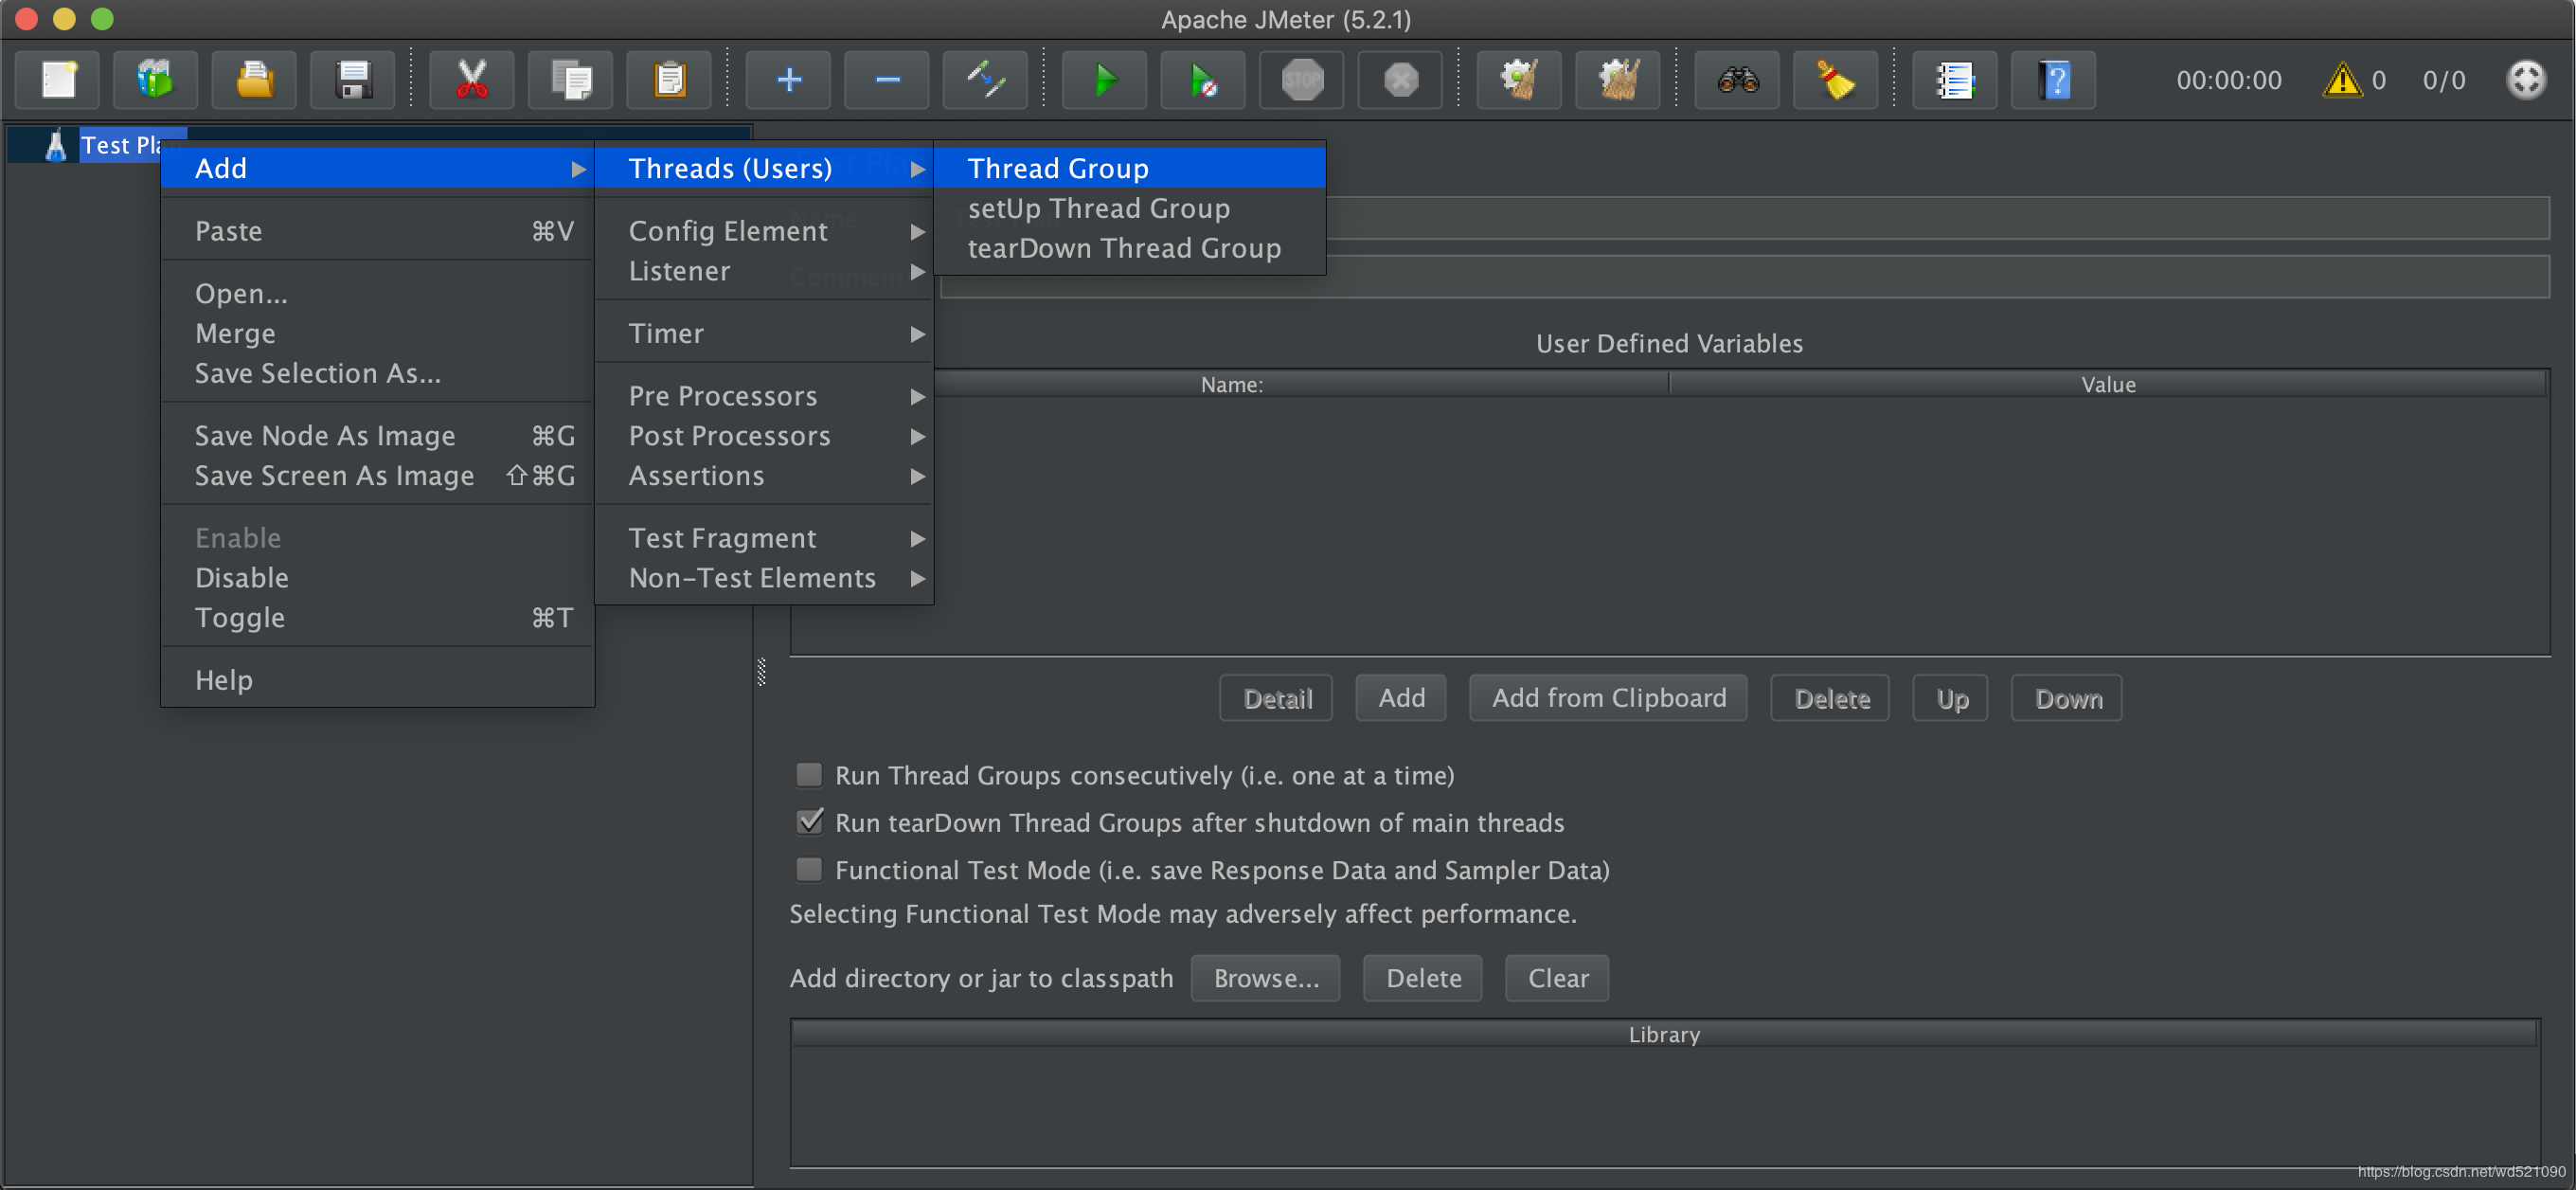 Apache JMeter (5.2.1)
STOP
00:00:00
0
0/0
Test Plan
Add
Paste ⌘V
Open...
Merge
Save Selection As...
Save Node As Image ⌘G
Save Screen As Image ⇧⌘G
Enable
Disable
Toggle ⌘T
Help
Threads (Users)
Config Element
Listener
Timer
Pre Processors
Post Processors
Assertions
Test Fragment
Non-Test Elements
Thread Group
setUp Thread Group
tearDown Thread Group
Name:
Comment
User Defined Variables
Name: Value
Detail Add Add from Clipboard Delete Up Down
Run Thread Groups consecutively (i.e. one at a time)
Run tearDown Thread Groups after shutdown of main threads
Functional Test Mode (i.e. save Response Data and Sampler Data)
Selecting Functional Test Mode may adversely affect performance.
Add directory or jar to classpath Browse... Delete Clear
Library
https://blog.csdn.net/wd521090